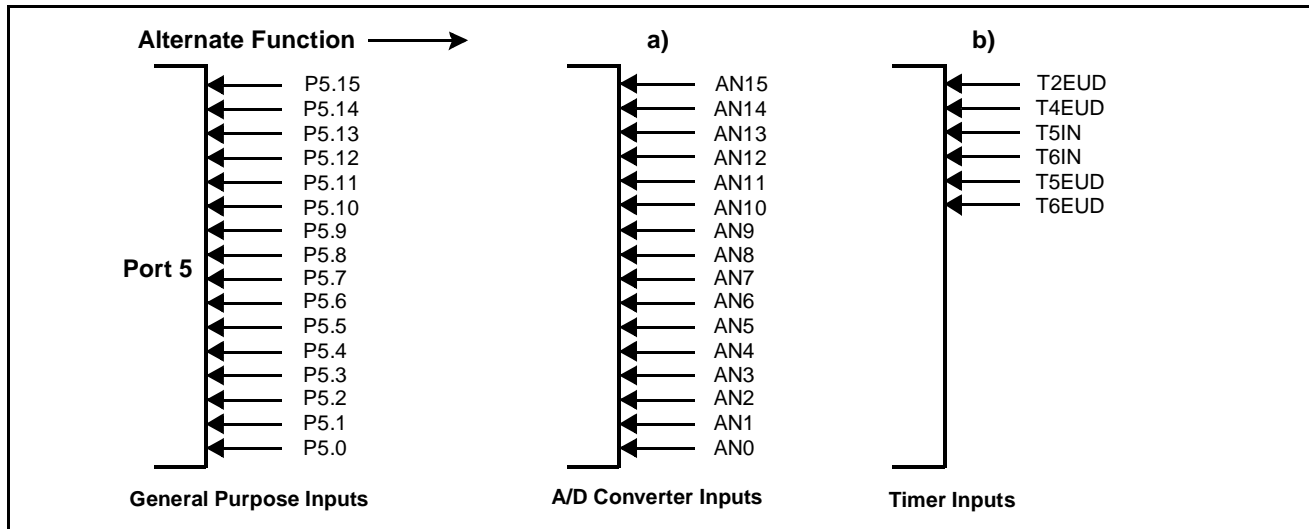 Alternate Function a) b)
P5.15 AN15 T2EUD
P5.14 AN14 T4EUD
P5.13 AN13 T5IN
P5.12 AN12 T6IN
P5.11 AN11 T5EUD
P5.10 AN10 T6EUD
P5.9 AN9
P5.8 AN8
Port 5
P5.7 AN7
P5.6 AN6
P5.5 AN5
P5.4 AN4
P5.3 AN3
P5.2 AN2
P5.1 AN1
P5.0 AN0
General Purpose Inputs A/D Converter Inputs Timer Inputs